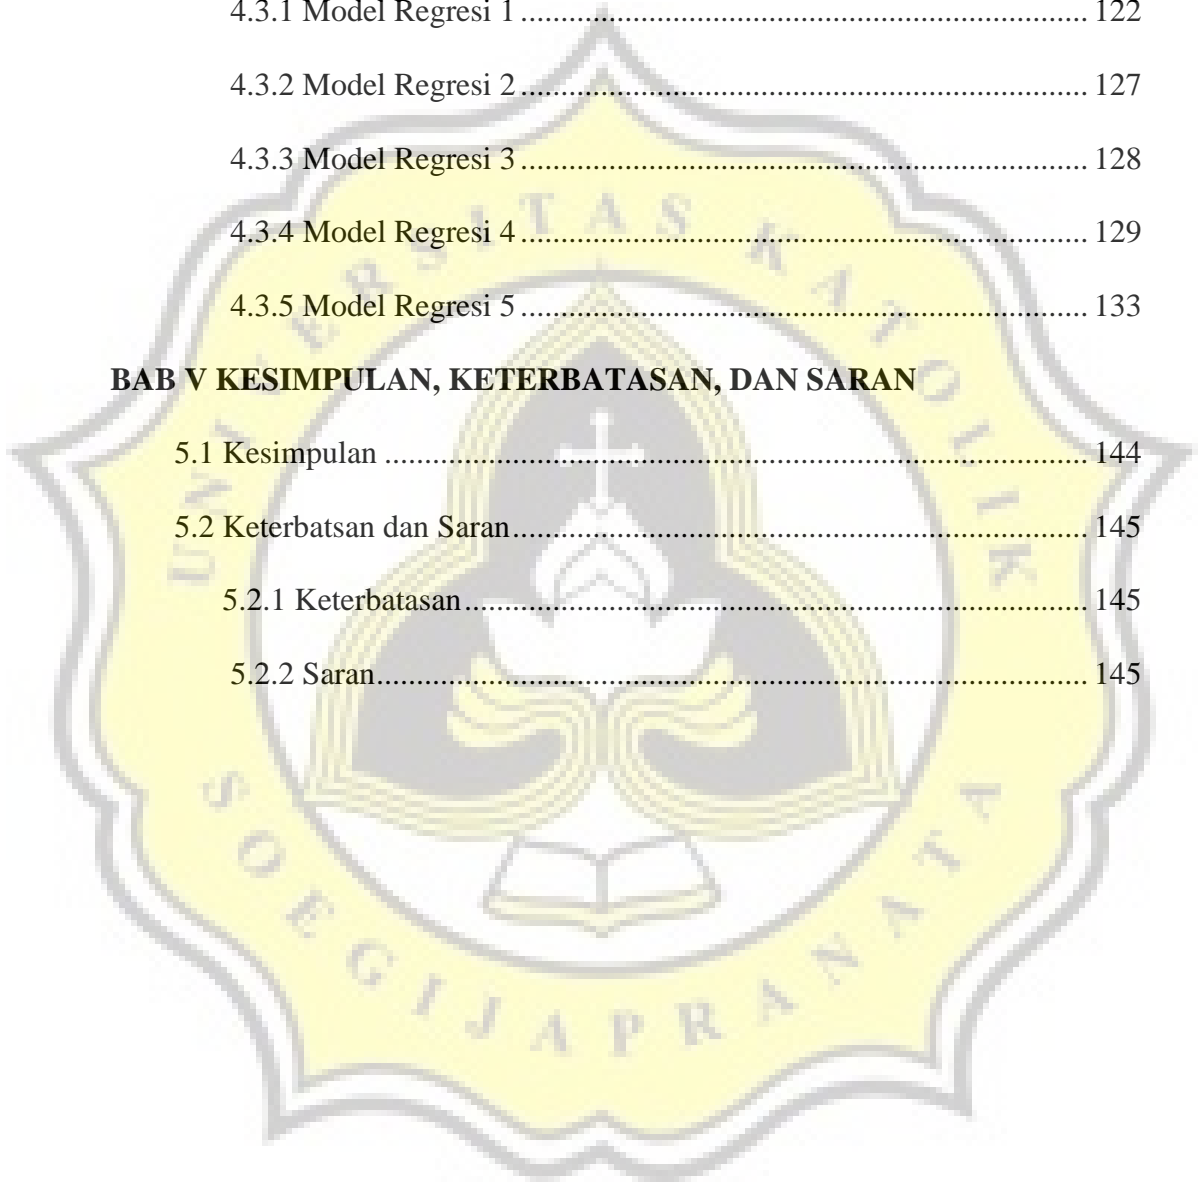 4.3.1 Model Regresi 1 ........................................................................ 122
4.3.2 Model Regresi 2 ........................................................................ 127
4.3.3 Model Regresi 3 ........................................................................ 128
4.3.4 Model Regresi 4 ........................................................................ 129
4.3.5 Model Regresi 5 ........................................................................ 133
BAB V KESIMPULAN, KETERBATASAN, DAN SARAN
5.1 Kesimpulan ........................................................................ 144
5.2 Keterbatsan dan Saran ........................................................................ 145
5.2.1 Keterbatasan ........................................................................ 145
5.2.2 Saran ........................................................................ 145
UNIVERSITAS KATOLIK
SOEGIJAPRANATA